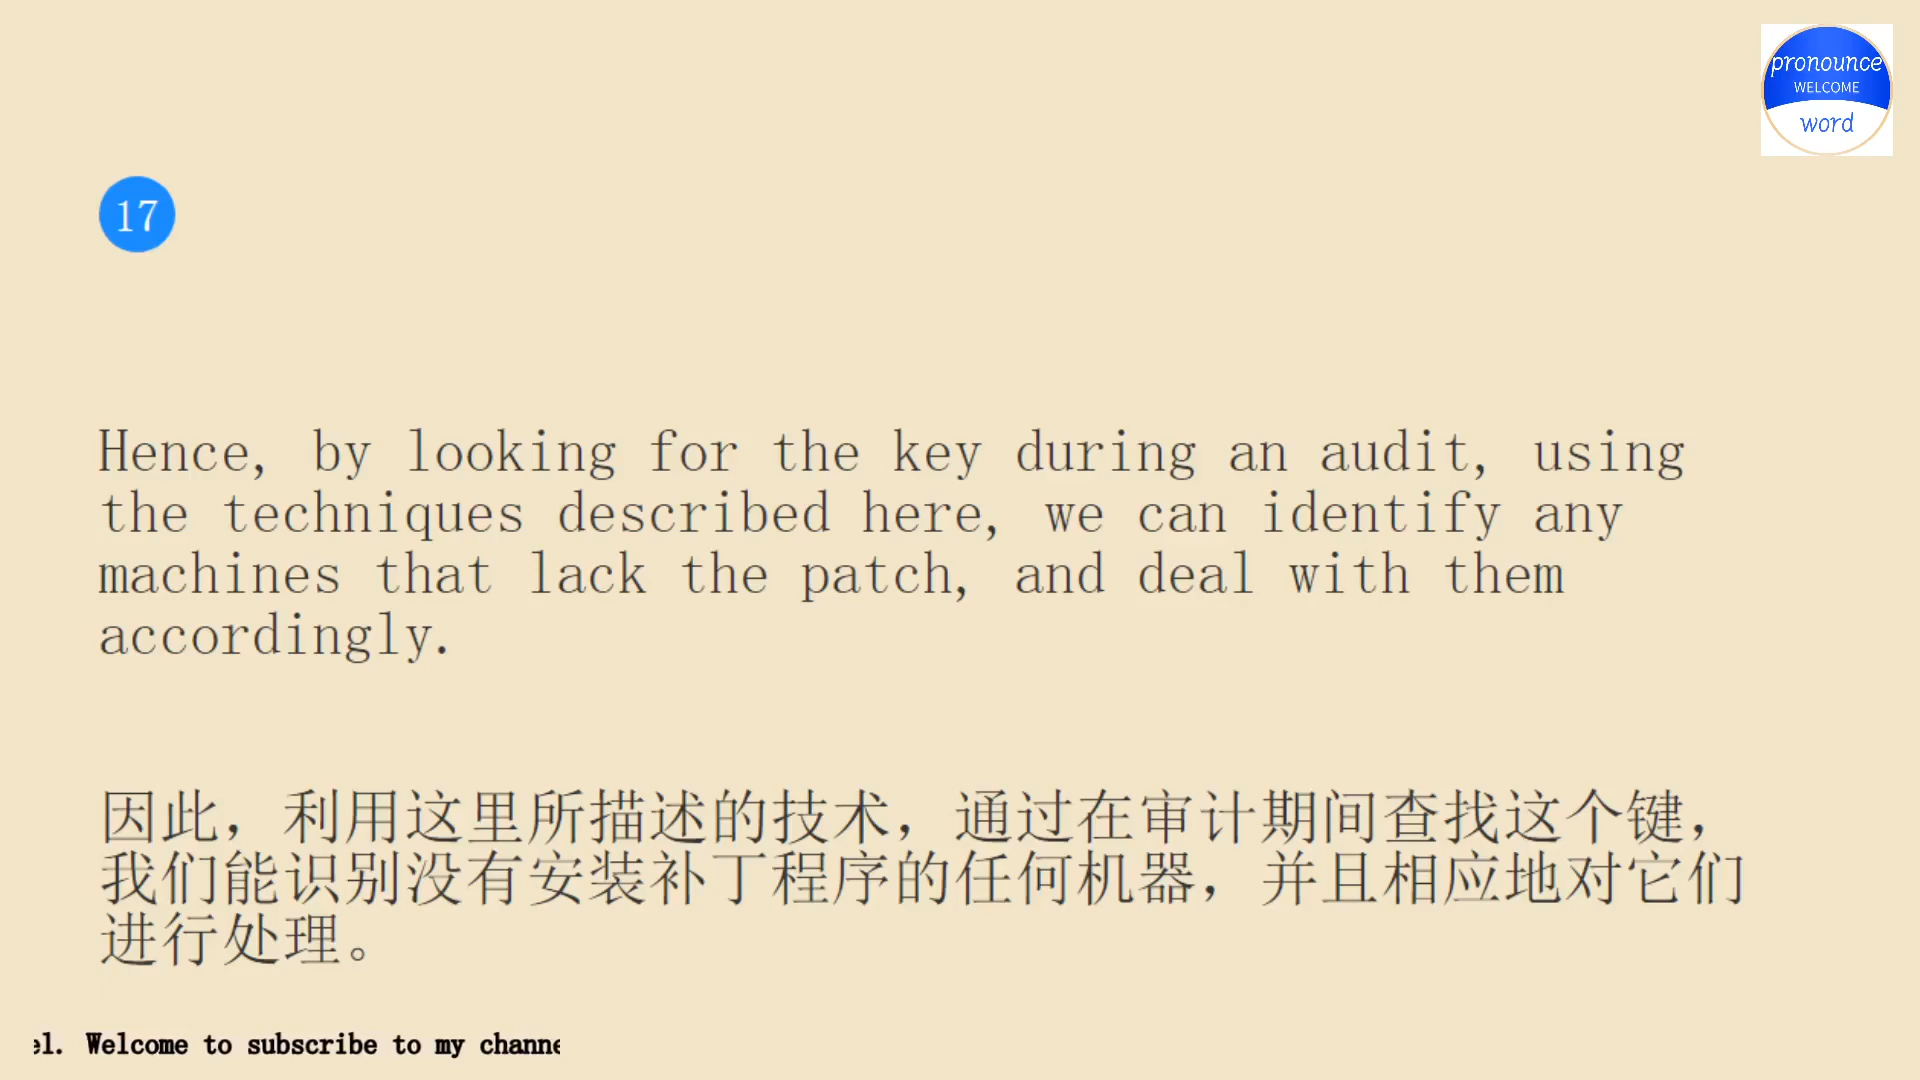 pronounce
WELCOME
word
17
Hence, by looking for the key during an audit, using
the techniques described here, we can identify any
machines that lack the patch, and deal with them
accordingly.
因此，利用这里所描述的技术，通过在审计期间查找这个键，
我们能识别没有安装补丁程序的任何机器，并且相应地对它们
进行处理。
el. Welcome to subscribe to my channe